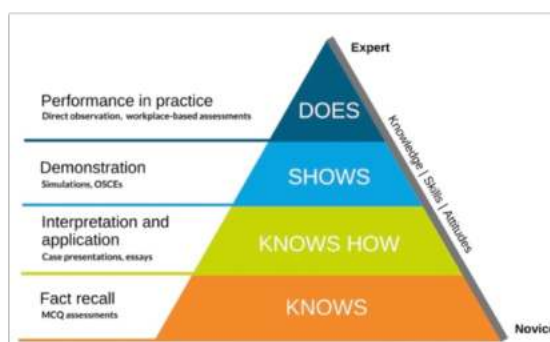 Expert
Performance in practice
Direct observation, workplace-based assessments
DOES
Demonstration
Simulations, OSCEs
SHOWS
Knowledge | Skills | Attitudes
Interpretation and
application
Case presentations, essays
KNOWS HOW
Fact recall
MCQ assessments
KNOWS
Novice